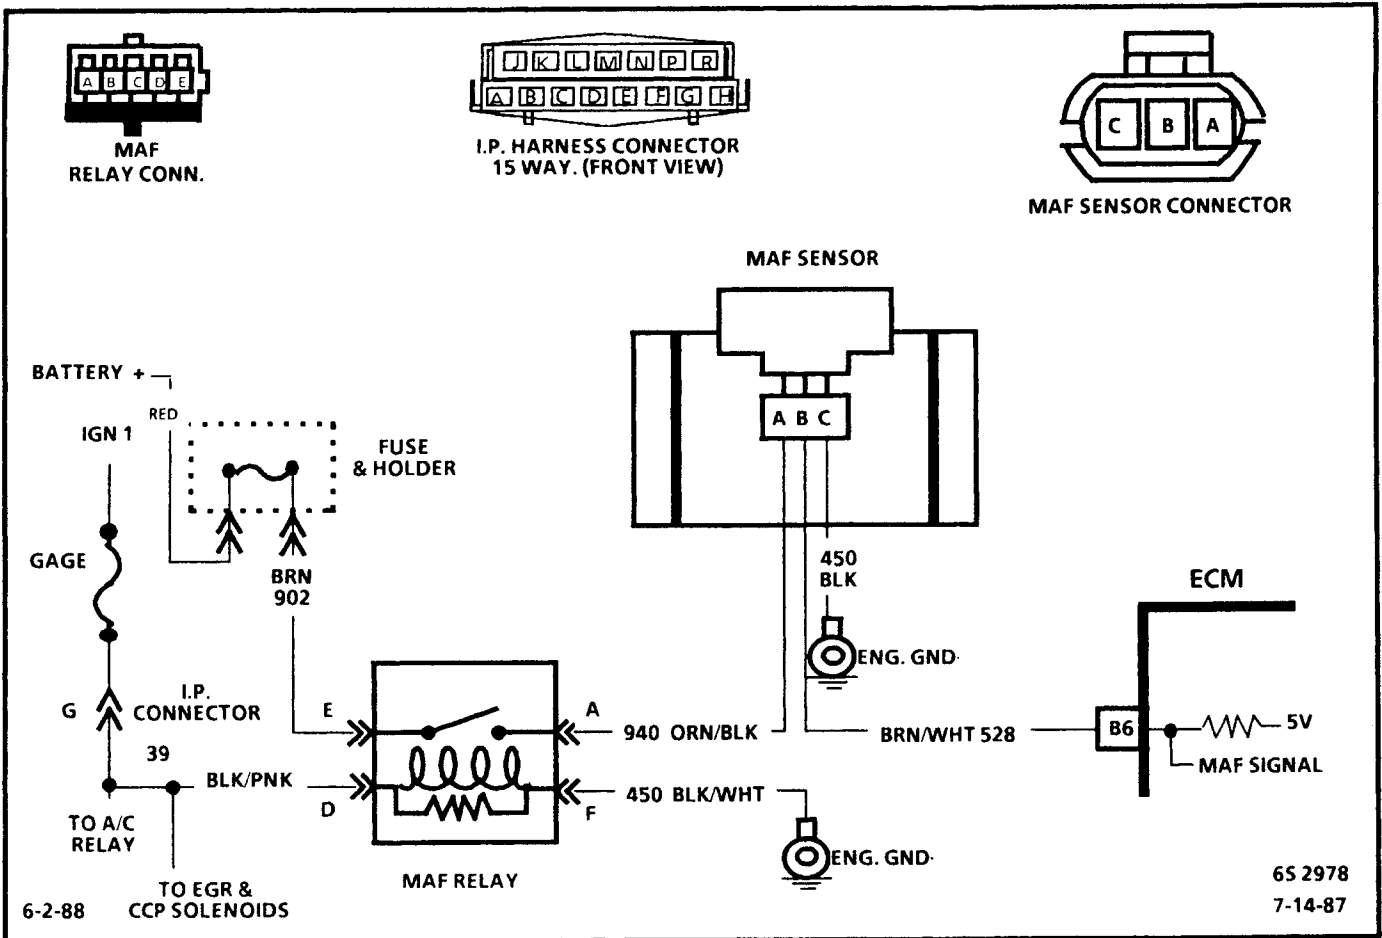 A B C D E
MAF
RELAY CONN.
J K L M N P R
A B C D E F G H
I.P. HARNESS CONNECTOR
15 WAY. (FRONT VIEW)
C B A
MAF SENSOR CONNECTOR
MAF SENSOR
A B C
BATTERY +
RED
IGN 1
FUSE
& HOLDER
GAGE
BRN
902
450
BLK
ENG. GND.
ECM
G
I.P.
CONNECTOR
39
E
A
940 ORN/BLK
BRN/WHT 528
B6
5V
MAF SIGNAL
BLK/PNK
D
450 BLK/WHT
F
TO A/C
RELAY
ENG. GND.
MAF RELAY
TO EGR &
CCP SOLENOIDS
6-2-88
6S 2978
7-14-87